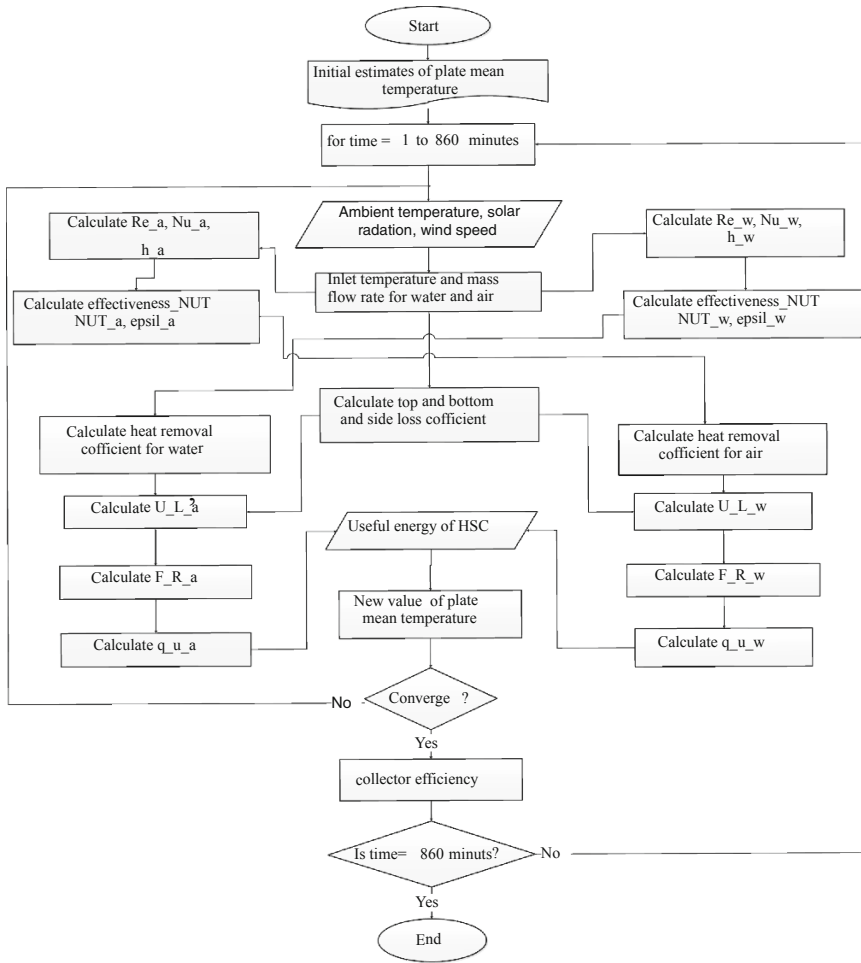 Start
Initial estimates of plate mean
temperature
for time = 1 to 860 minutes
Ambient temperature, solar
radation, wind speed
Calculate Re_a, Nu_a,
h_a
Calculate Re_w, Nu_w,
h_w
Inlet temperature and mass
flow rate for water and air
Calculate effectiveness_NUT
NUT_a, epsil_a
Calculate effectiveness_NUT
NUT_w, epsil_w
Calculate top and bottom
and side loss cofficient
Calculate heat removal
cofficient for water
Calculate heat removal
cofficient for air
Calculate U_L_a
?
Calculate U_L_w
Useful energy of HSC
Calculate F_R_a
Calculate F_R_w
New value of plate
mean temperature
Calculate q_u_a
Calculate q_u_w
Converge ?
No
Yes
collector efficiency
Is time= 860 minuts?
No
Yes
End